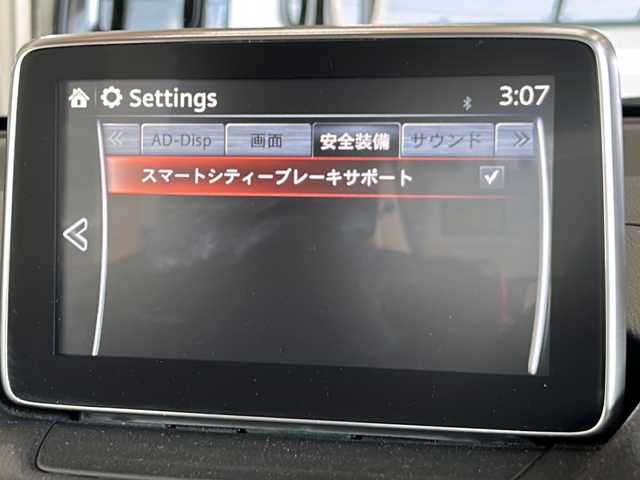 Settings 3:07
AD-Disp 画面 安全装備 サウンド
スマートシティーブレーキサポート